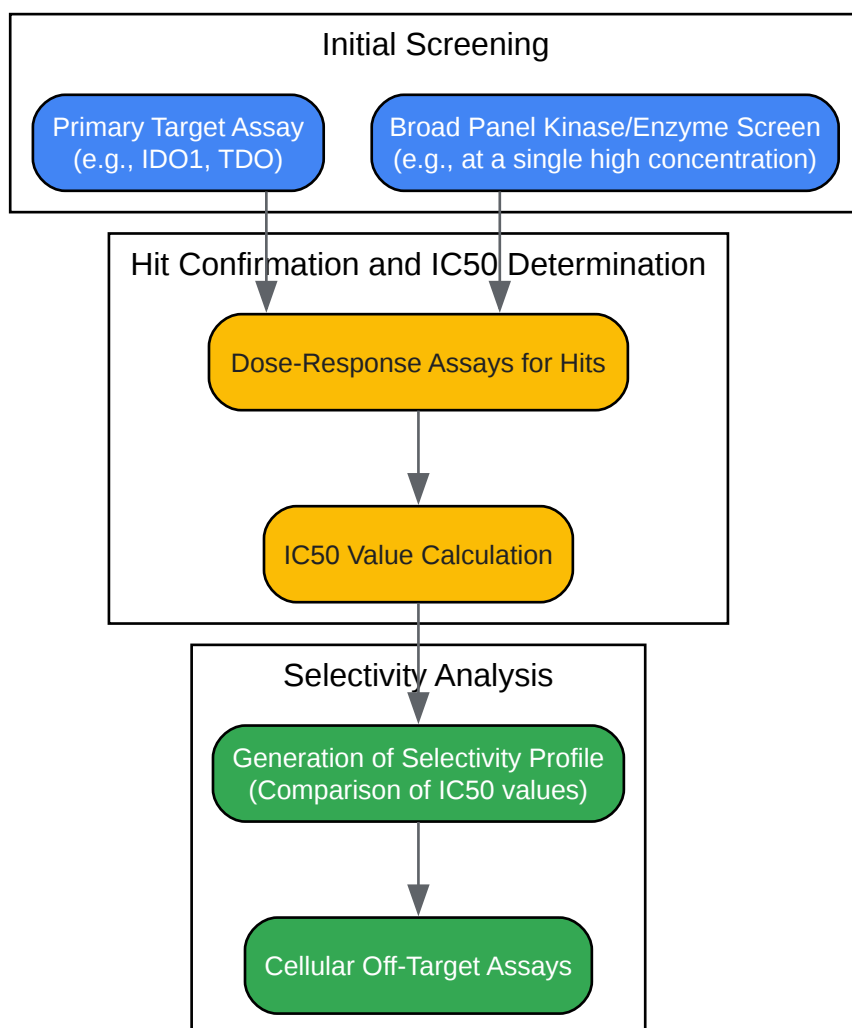 Initial Screening
Primary Target Assay
(e.g., IDO1, TDO)
Broad Panel Kinase/Enzyme Screen
(e.g., at a single high concentration)
Hit Confirmation and IC50 Determination
Dose-Response Assays for Hits
IC50 Value Calculation
Selectivity Analysis
Generation of Selectivity Profile
(Comparison of IC50 values)
Cellular Off-Target Assays